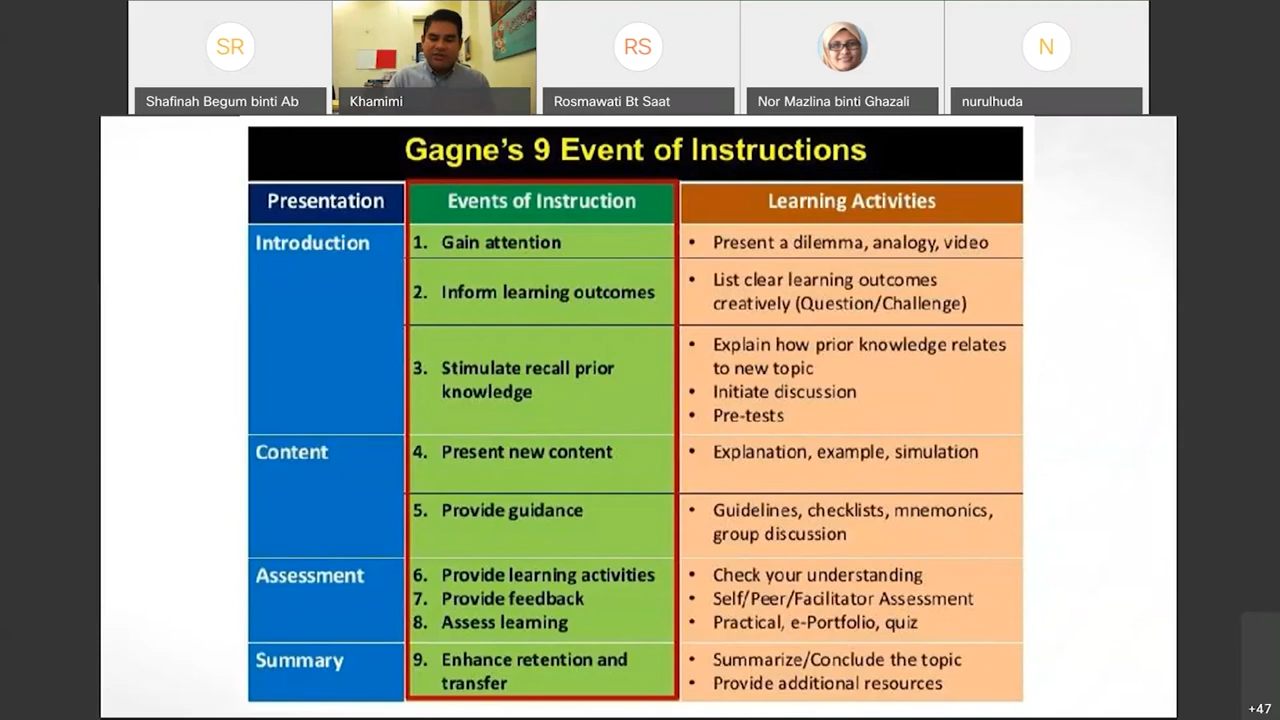 SR
RS
N
Shafinah Begum binti Ab
Khamimi
Rosmawati Bt Saat
Nor Mazlina binti Ghazali
nurulhuda
Gagne's 9 Event of Instructions
Presentation
Events of Instruction
Learning Activities
Introduction
1. Gain attention
• Present a dilemma, analogy, video
2. Inform learning outcomes
• List clear learning outcomes
creatively (Question/Challenge)
3. Stimulate recall prior
knowledge
• Explain how prior knowledge relates
to new topic
• Initiate discussion
• Pre-tests
Content
4. Present new content
• Explanation, example, simulation
5. Provide guidance
• Guidelines, checklists, mnemonics,
group discussion
Assessment
6. Provide learning activities
7. Provide feedback
8. Assess learning
• Check your understanding
• Self/Peer/Facilitator Assessment
• Practical, e-Portfolio, quiz
Summary
9. Enhance retention and
transfer
• Summarize/Conclude the topic
• Provide additional resources
+47